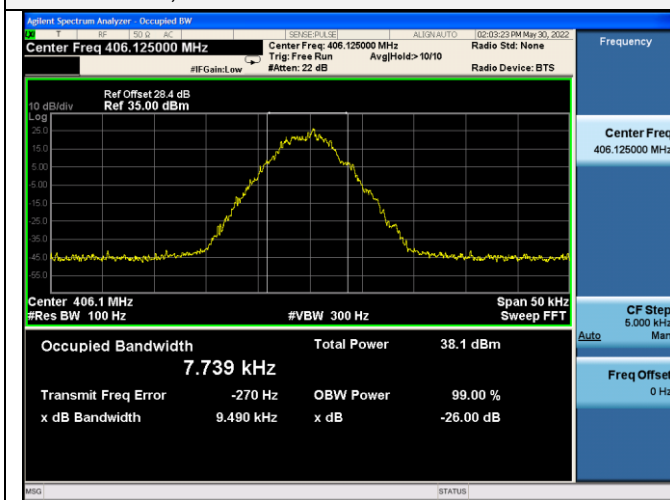 Agilent Spectrum Analyzer - Occupied BW
T RF 50 Ω AC SENSE:PULSE ALIGN AUTO 02:03:23 PM May 30, 2022
Center Freq 406.125000 MHz
Center Freq: 406.125000 MHz Radio Std: None
Trig: Free Run Avg|Hold:>10/10
#IFGain:Low #Atten: 22 dB Radio Device: BTS
Ref Offset 28.4 dB
10 dB/div Ref 35.00 dBm
Log
25.0
15.0
5.00
-5.00
-15.0
-25.0
-35.0
-45.0
-55.0
Center 406.1 MHz Span 50 kHz
#Res BW 100 Hz #VBW 300 Hz Sweep FFT
Occupied Bandwidth Total Power 38.1 dBm
7.739 kHz
Transmit Freq Error -270 Hz OBW Power 99.00 %
x dB Bandwidth 9.490 kHz x dB -26.00 dB
MSG STATUS
Frequency
Center Freq
406.125000 MHz
CF Step
5.000 kHz
Auto Man
Freq Offset
0 Hz